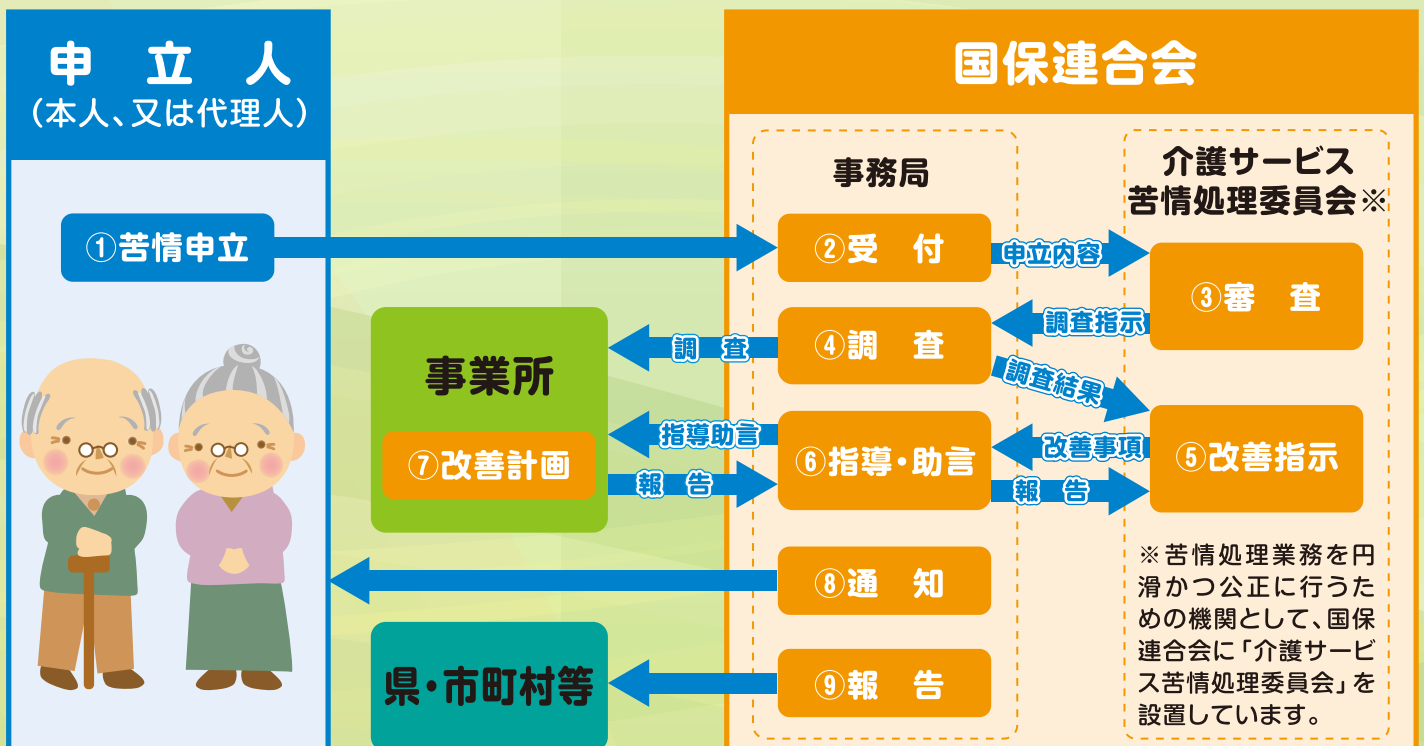 申 立 人
（本人、又は代理人）
①苦情申立
事業所
⑦改善計画
県・市町村等
調 査
指導助言
報 告
国保連合会
事務局
②受 付
④調 査
⑥指導・助言
⑧通 知
⑨報 告
申立内容
調査指示
調査結果
改善事項
報 告
介護サービス
苦情処理委員会※
③審 査
⑤改善指示
※苦情処理業務を円
滑かつ公正に行うた
めの機関として、国保
連合会に「介護サービ
ス苦情処理委員会」を
設置しています。